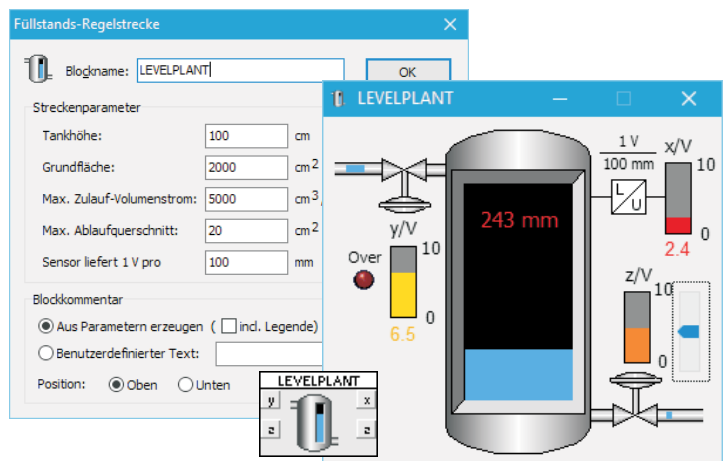 Füllstands-Regelstrecke
Blockname: LEVELPLANT
OK
Streckenparameter
Tankhöhe: 100 cm
Grundfläche: 2000 cm2
Max. Zulauf-Volumenstrom: 5000 cm3
Max. Ablaufquerschnitt: 20 cm2
Sensor liefert 1 V pro 100 mm
Blockkommentar
Aus Parametern erzeugen ( incl. Legende)
Benutzerdefinierter Text:
Position: Oben Unten
LEVELPLANT
y x
z z
LEVELPLANT
1 V
100 mm
x/V
10
0
2.4
L
U
243 mm
y/V
10
0
6.5
Over
z/V
10
0